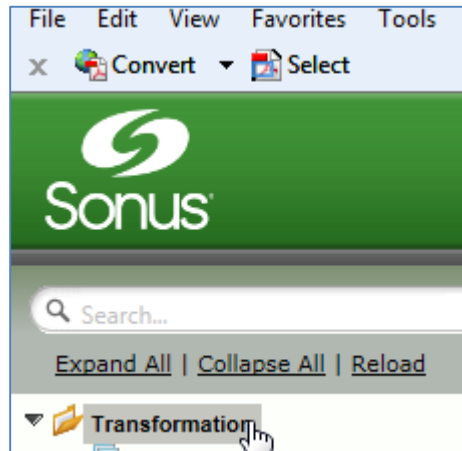 File Edit View Favorites Tools
x Convert Select
Sonus
Search...
Expand All | Collapse All | Reload
Transformation